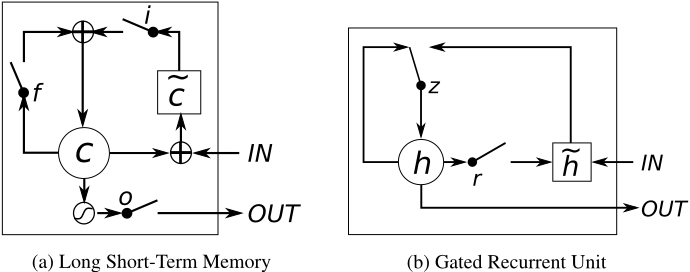 i
f
c̃
c
IN
o
OUT
(a) Long Short-Term Memory
z
h
r
h̃
IN
OUT
(b) Gated Recurrent Unit